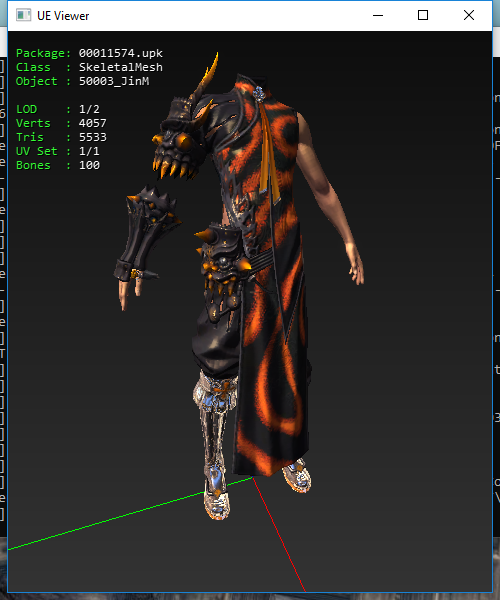 UE Viewer
Package: 00011574.upk
Class  : SkeletalMesh
Object : 50003_JinM
LOD    : 1/2
Verts  : 4057
Tris   : 5533
UV Set : 1/1
Bones  : 100